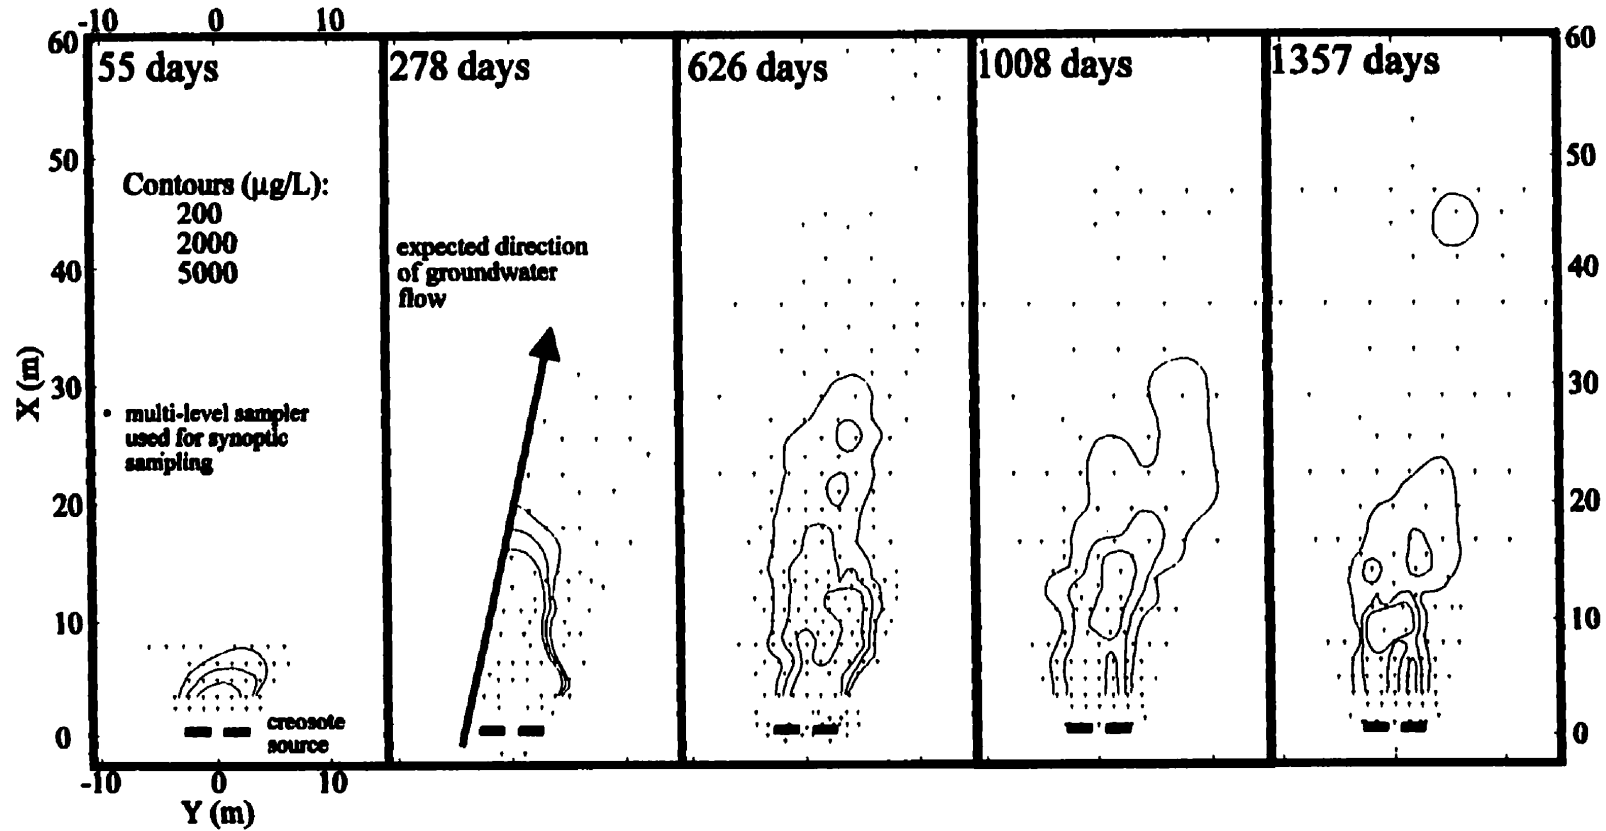 -10 0 10
60 60
55 days 278 days 626 days 1008 days 1357 days
50 50
Contours (µg/L):
200
2000
5000
expected direction
of groundwater
flow
40 40
X (m)
30 30
• multi-level sampler
used for synoptic
sampling
20 20
10 10
creosote
source
0 0
-10 0 10
Y (m)